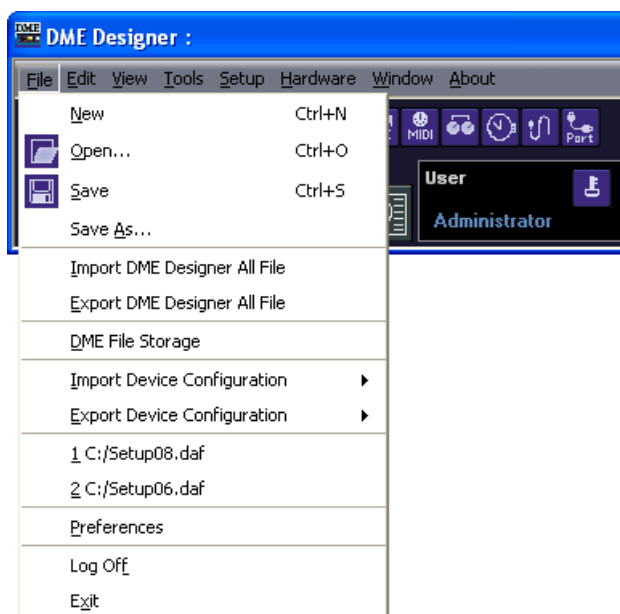 DME DME Designer :
File Edit View Tools Setup Hardware Window About
New Ctrl+N
Open... Ctrl+O
Save Ctrl+S
Save As...
Import DME Designer All File
Export DME Designer All File
DME File Storage
Import Device Configuration
Export Device Configuration
1 C:/Setup08.daf
2 C:/Setup06.daf
Preferences
Log Off
Exit
MIDI Port
User
Administrator